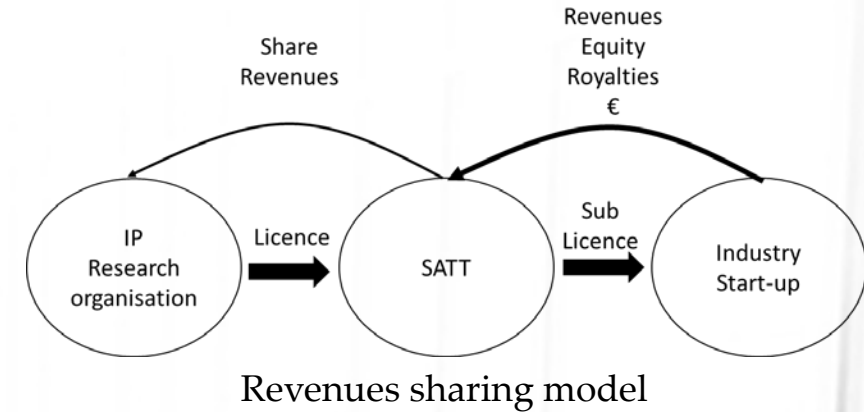 Share
Revenues
Revenues
Equity
Royalties
€
IP
Research
organisation
Licence
SATT
Sub
Licence
Industry
Start-up
Revenues sharing model